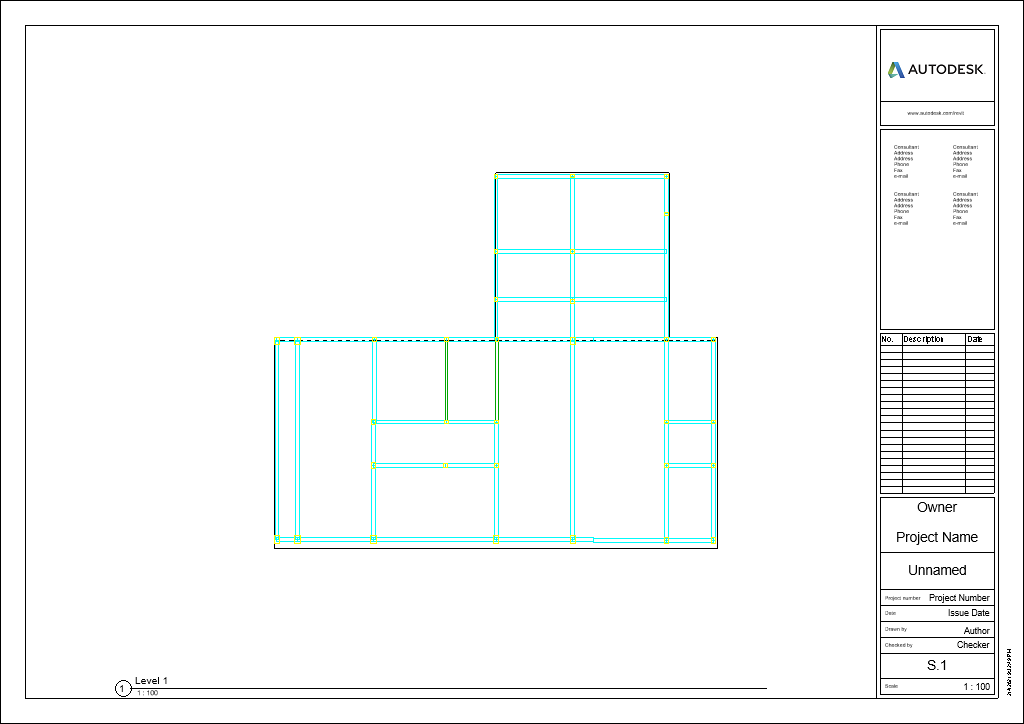 AUTODESK
www.autodesk.com/revit
Consultant Consultant
Address Address
Address Address
Phone Phone
Fax Fax
e-mail e-mail
Consultant Consultant
Address Address
Address Address
Phone Phone
Fax Fax
e-mail e-mail
No. Description Date
Owner
Project Name
Unnamed
Project number Project Number
Date Issue Date
Drawn by Author
Checked by Checker
S.1
Scale 1 : 100
1 Level 1
1 : 100